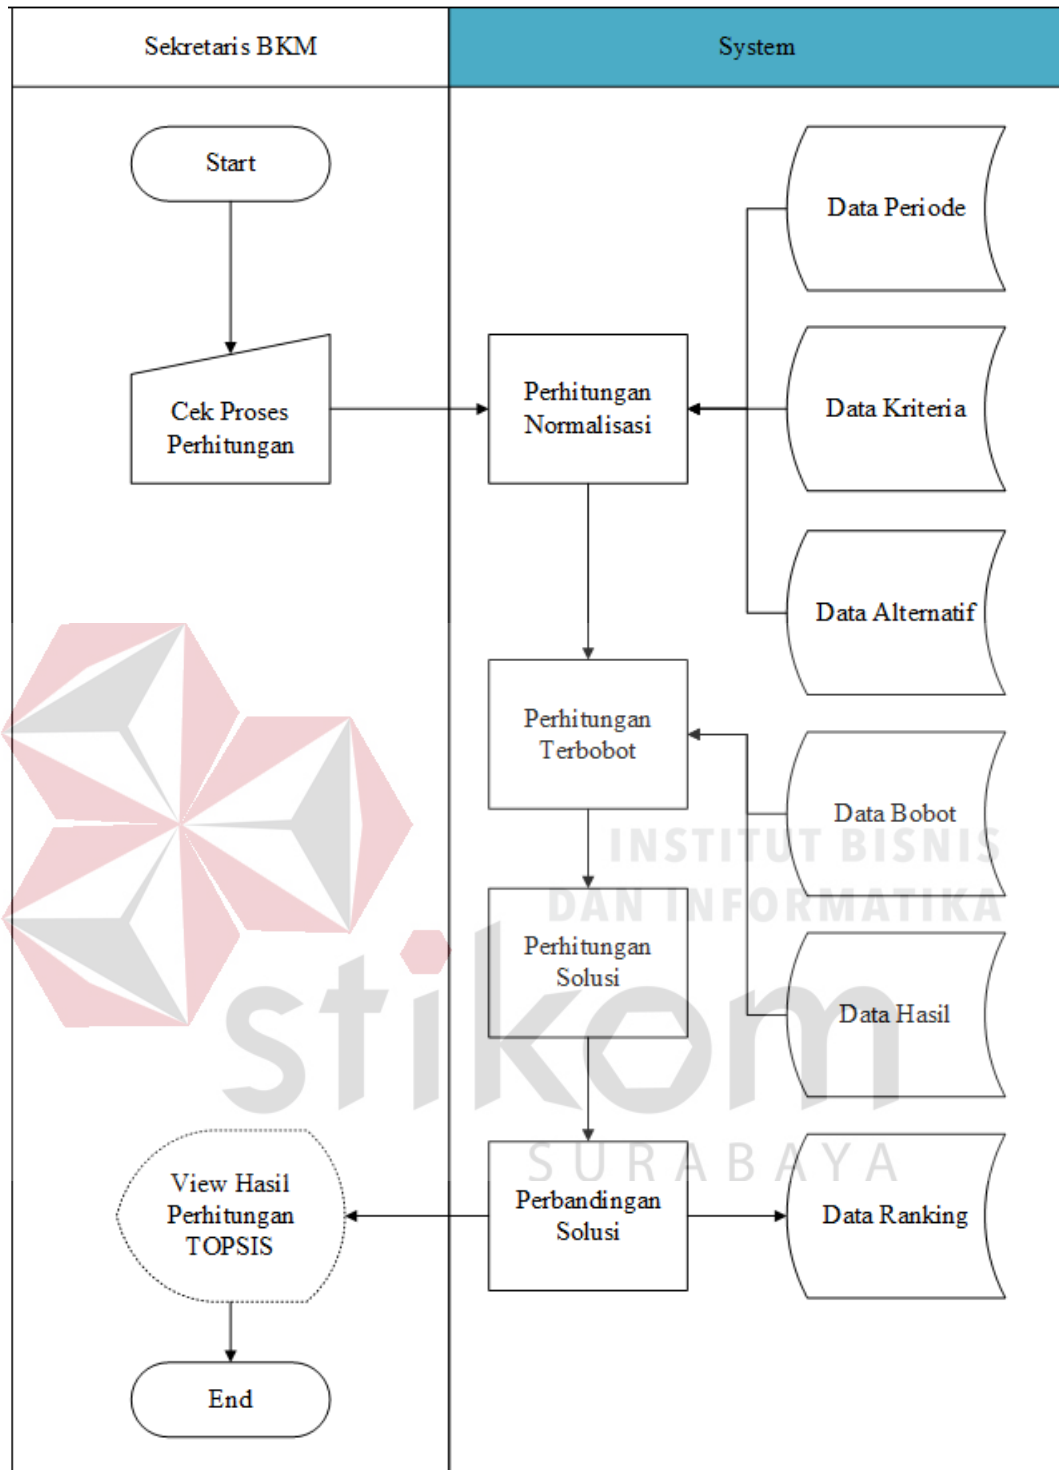 Sekretaris BKM
System
Start
Data Periode
Cek Proses
Perhitungan
Perhitungan
Normalisasi
Data Kriteria
Data Alternatif
Perhitungan
Terbobot
Data Bobot
INSTITUT BISNIS
DAN INFORMATIKA
Perhitungan
Solusi
Data Hasil
stikom
SURABAYA
View Hasil
Perhitungan
TOPSIS
Perbandingan
Solusi
Data Ranking
End